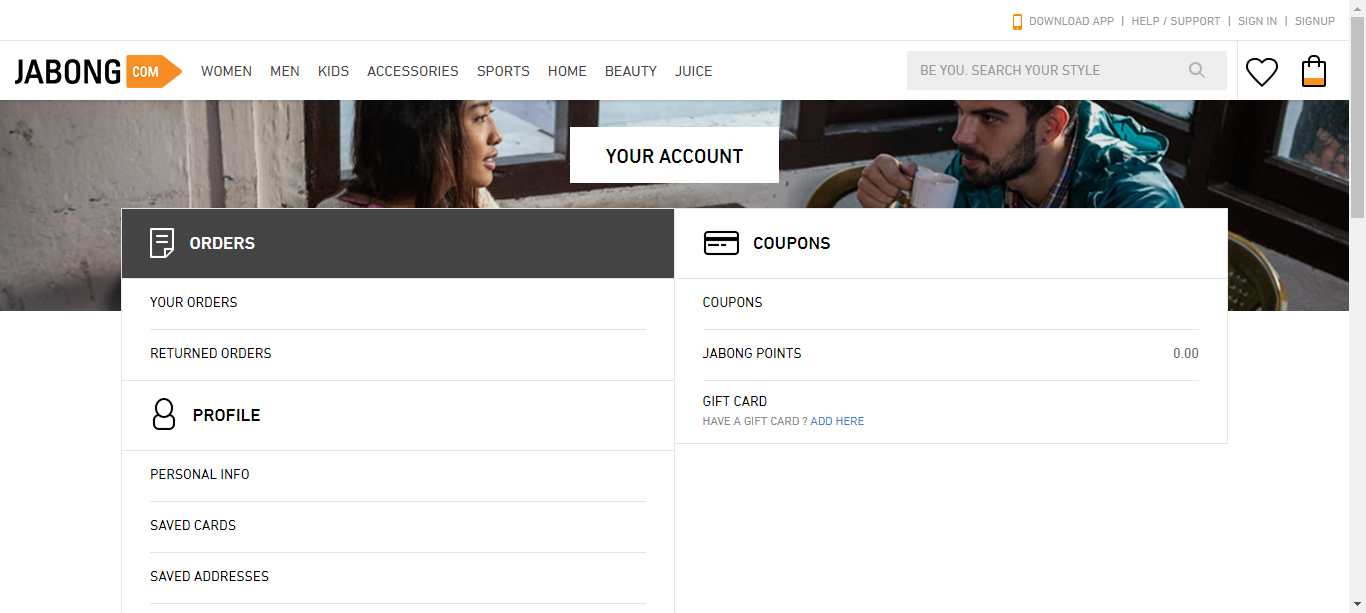 DOWNLOAD APP | HELP / SUPPORT | SIGN IN | SIGNUP
JABONG COM WOMEN MEN KIDS ACCESSORIES SPORTS HOME BEAUTY JUICE BE YOU. SEARCH YOUR STYLE
YOUR ACCOUNT
ORDERS
YOUR ORDERS
RETURNED ORDERS
PROFILE
PERSONAL INFO
SAVED CARDS
SAVED ADDRESSES
COUPONS
COUPONS
JABONG POINTS 0.00
GIFT CARD
HAVE A GIFT CARD ? ADD HERE